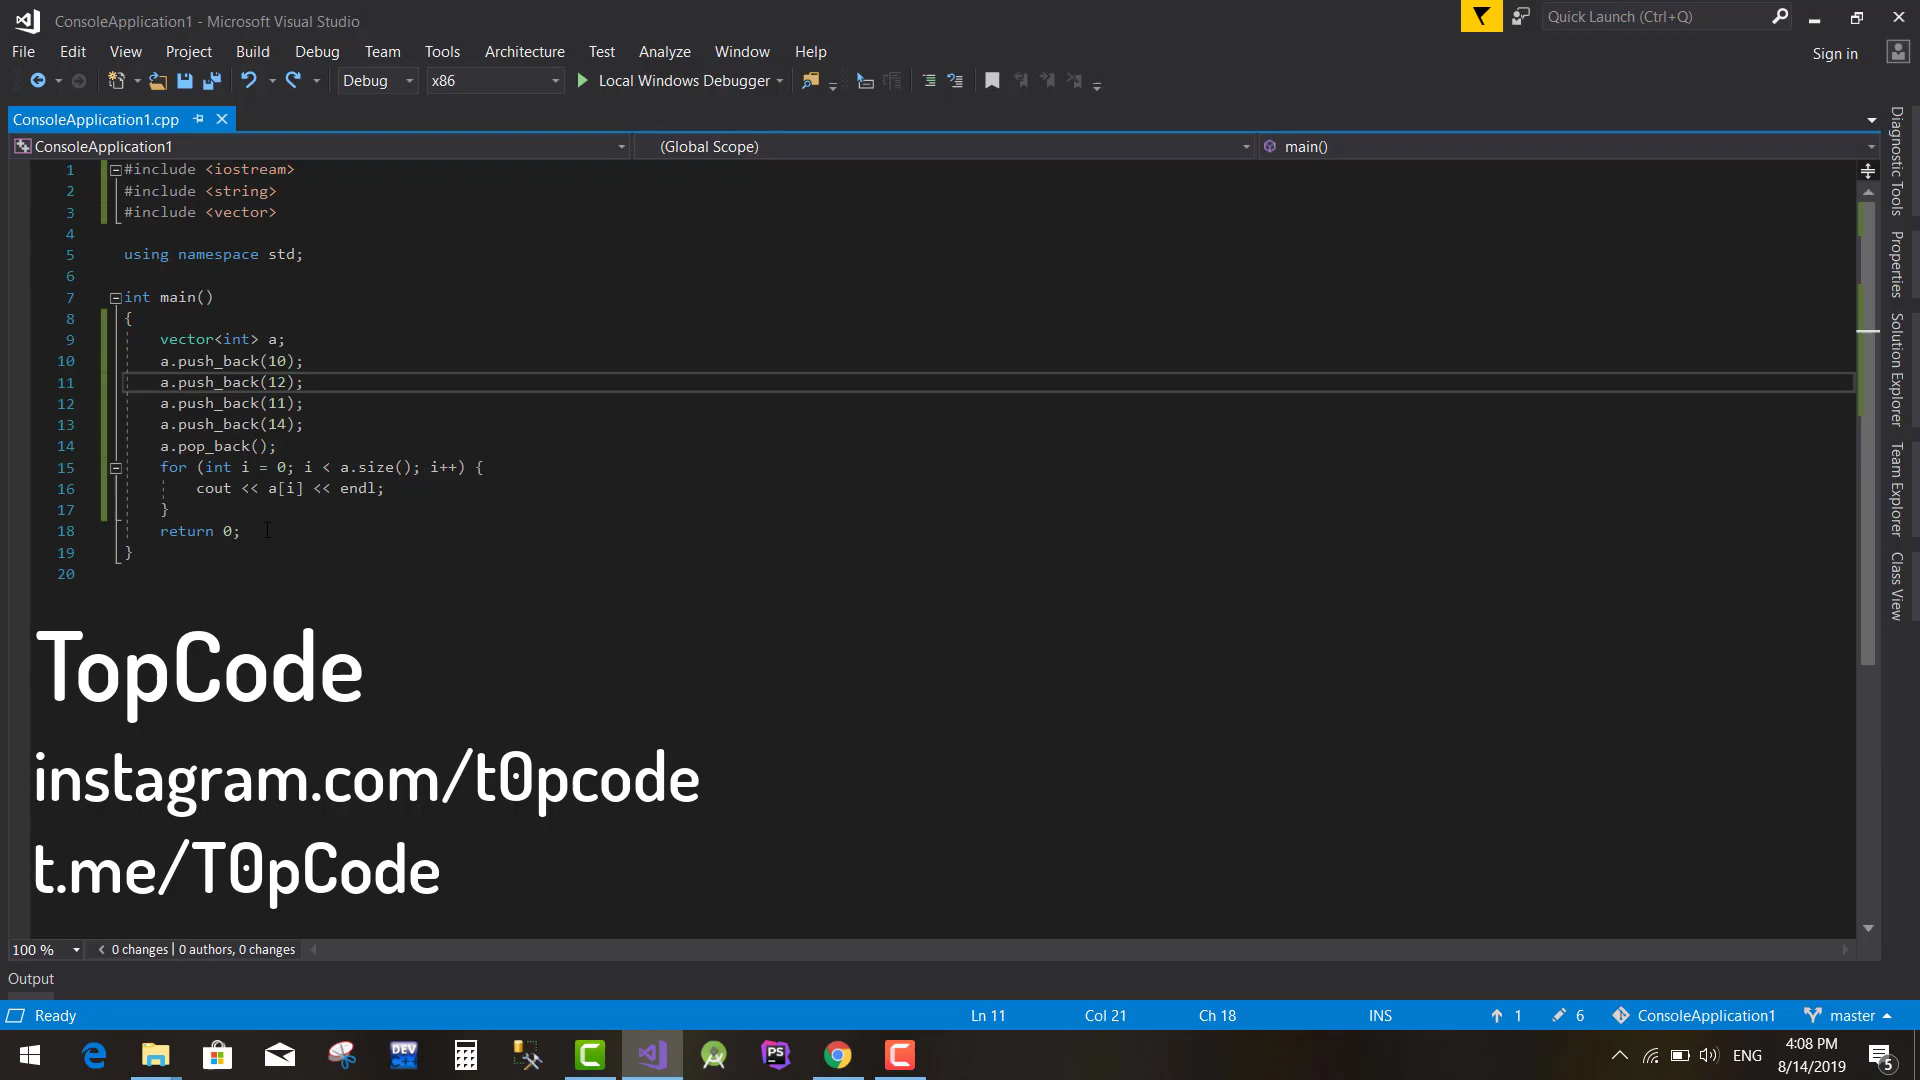 ConsoleApplication1 - Microsoft Visual Studio
Quick Launch (Ctrl+Q)
File Edit View Project Build Debug Team Tools Architecture Test Analyze Window Help
Sign in
Debug x86 Local Windows Debugger
ConsoleApplication1.cpp
ConsoleApplication1 (Global Scope) main()
1 #include <iostream>
2 #include <string>
3 #include <vector>
4
5 using namespace std;
6
7 int main()
8 {
9 vector<int> a;
10 a.push_back(10);
11 a.push_back(12);
12 a.push_back(11);
13 a.push_back(14);
14 a.pop_back();
15 for (int i = 0; i < a.size(); i++) {
16 cout << a[i] << endl;
17 }
18 return 0;
19 }
20
Diagnostic Tools
Properties
Solution Explorer
Team Explorer
Class View
TopCode
instagram.com/t0pcode
t.me/T0pCode
100 % 0 changes | 0 authors, 0 changes
Output
Ready Ln 11 Col 21 Ch 18 INS 1 6 ConsoleApplication1 master
DEV
PS
ENG
4:08 PM
8/14/2019
5